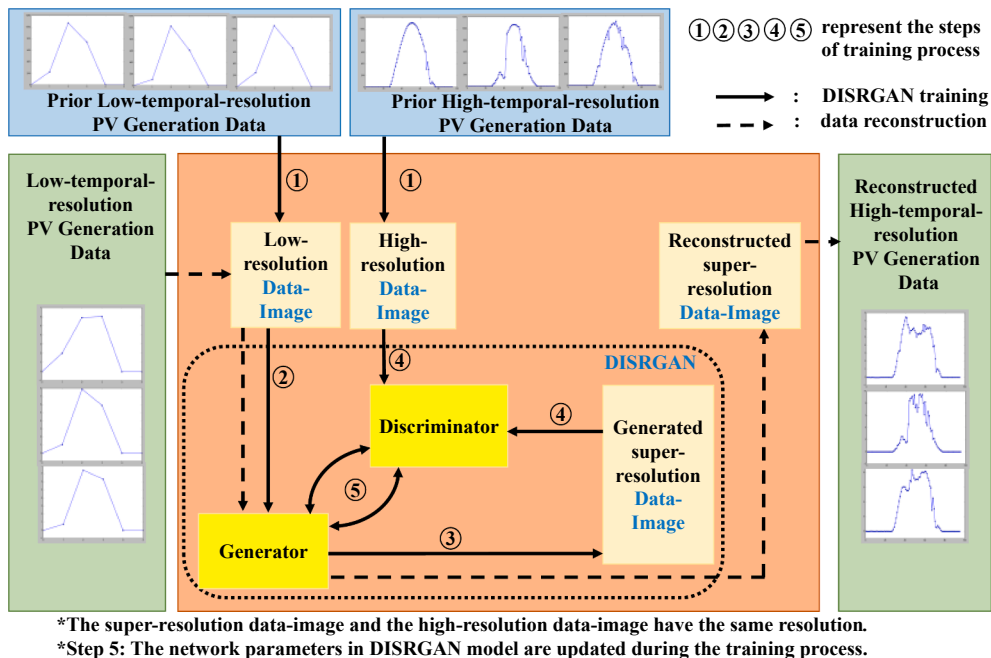 Prior Low-temporal-resolution
PV Generation Data
Prior High-temporal-resolution
PV Generation Data
①②③④⑤ represent the steps
of training process
: DISRGAN training
: data reconstruction
Low-temporal-
resolution
PV Generation
Data
①
①
Low-
resolution
Data-
Image
High-
resolution
Data-
Image
Reconstructed
super-
resolution
Data-Image
Reconstructed
High-temporal-
resolution
PV Generation
Data
②
④
DISRGAN
Discriminator
④
Generated
super-
resolution
Data-
Image
⑤
Generator
③
*The super-resolution data-image and the high-resolution data-image have the same resolution.
*Step 5: The network parameters in DISRGAN model are updated during the training process.